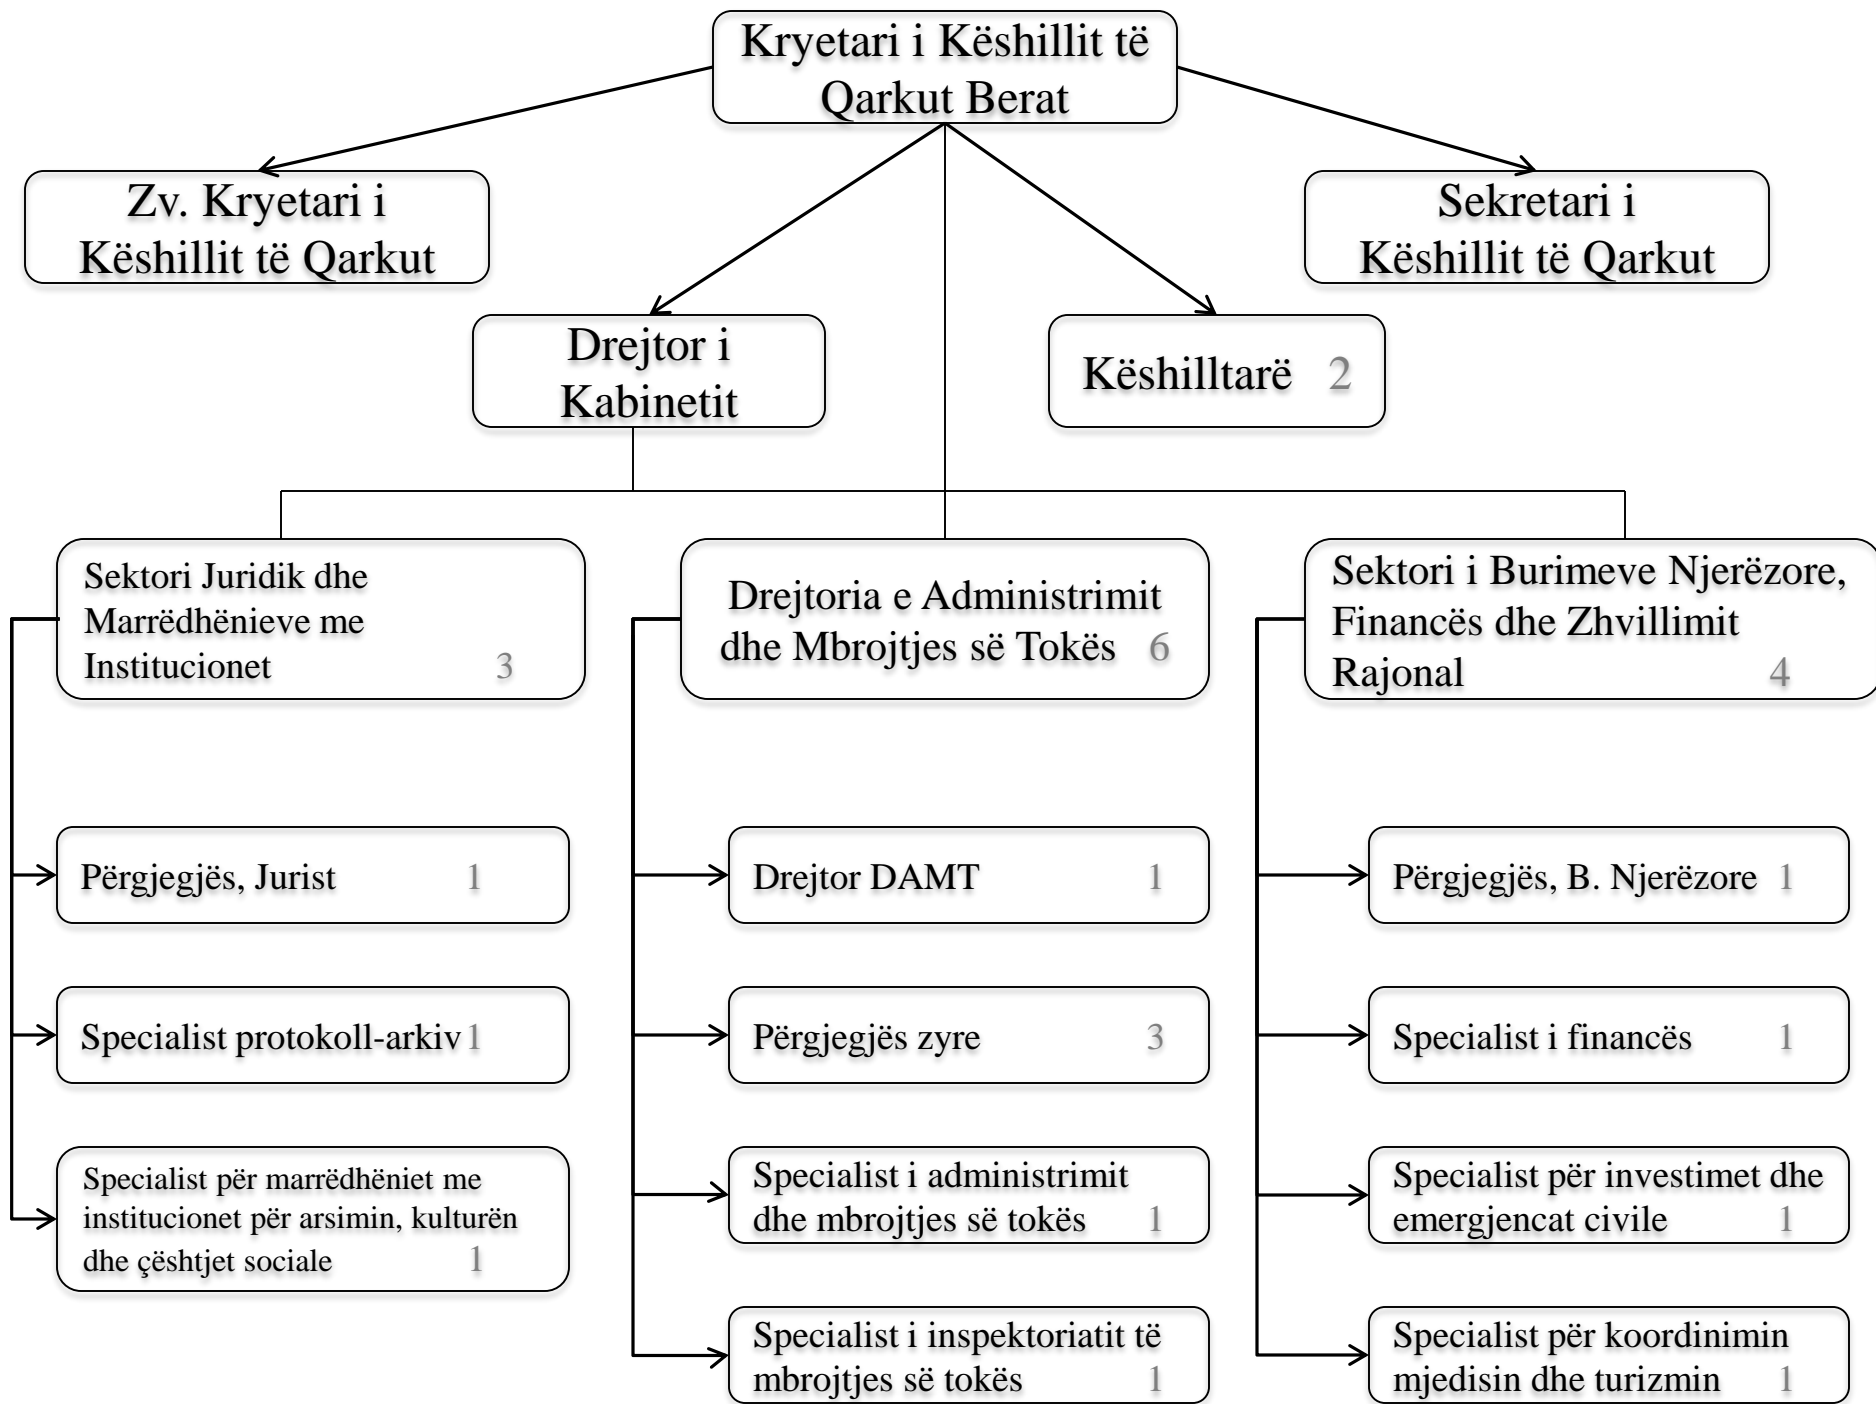 Kryetari i Këshillit të
Qarkut Berat
Zv. Kryetari i
Këshillit të Qarkut
Sekretari i
Këshillit të Qarkut
Drejtor i
Kabinetit
Këshilltarë 2
Sektori Juridik dhe
Marrëdhënieve me
Institucionet 3
Drejtoria e Administrimit
dhe Mbrojtjes së Tokës 6
Sektori i Burimeve Njerëzore,
Financës dhe Zhvillimit
Rajonal 4
Përgjegjës, Jurist 1
Specialist protokoll-arkiv 1
Specialist për marrëdhëniet me
institucionet për arsimin, kulturën
dhe çështjet sociale 1
Drejtor DAMT 1
Përgjegjës zyre 3
Specialist i administrimit
dhe mbrojtjes së tokës 1
Specialist i inspektoriatit të
mbrojtjes së tokës 1
Përgjegjës, B. Njerëzore 1
Specialist i financës 1
Specialist për investimet dhe
emergjencat civile 1
Specialist për koordinimin
mjedisin dhe turizmin 1